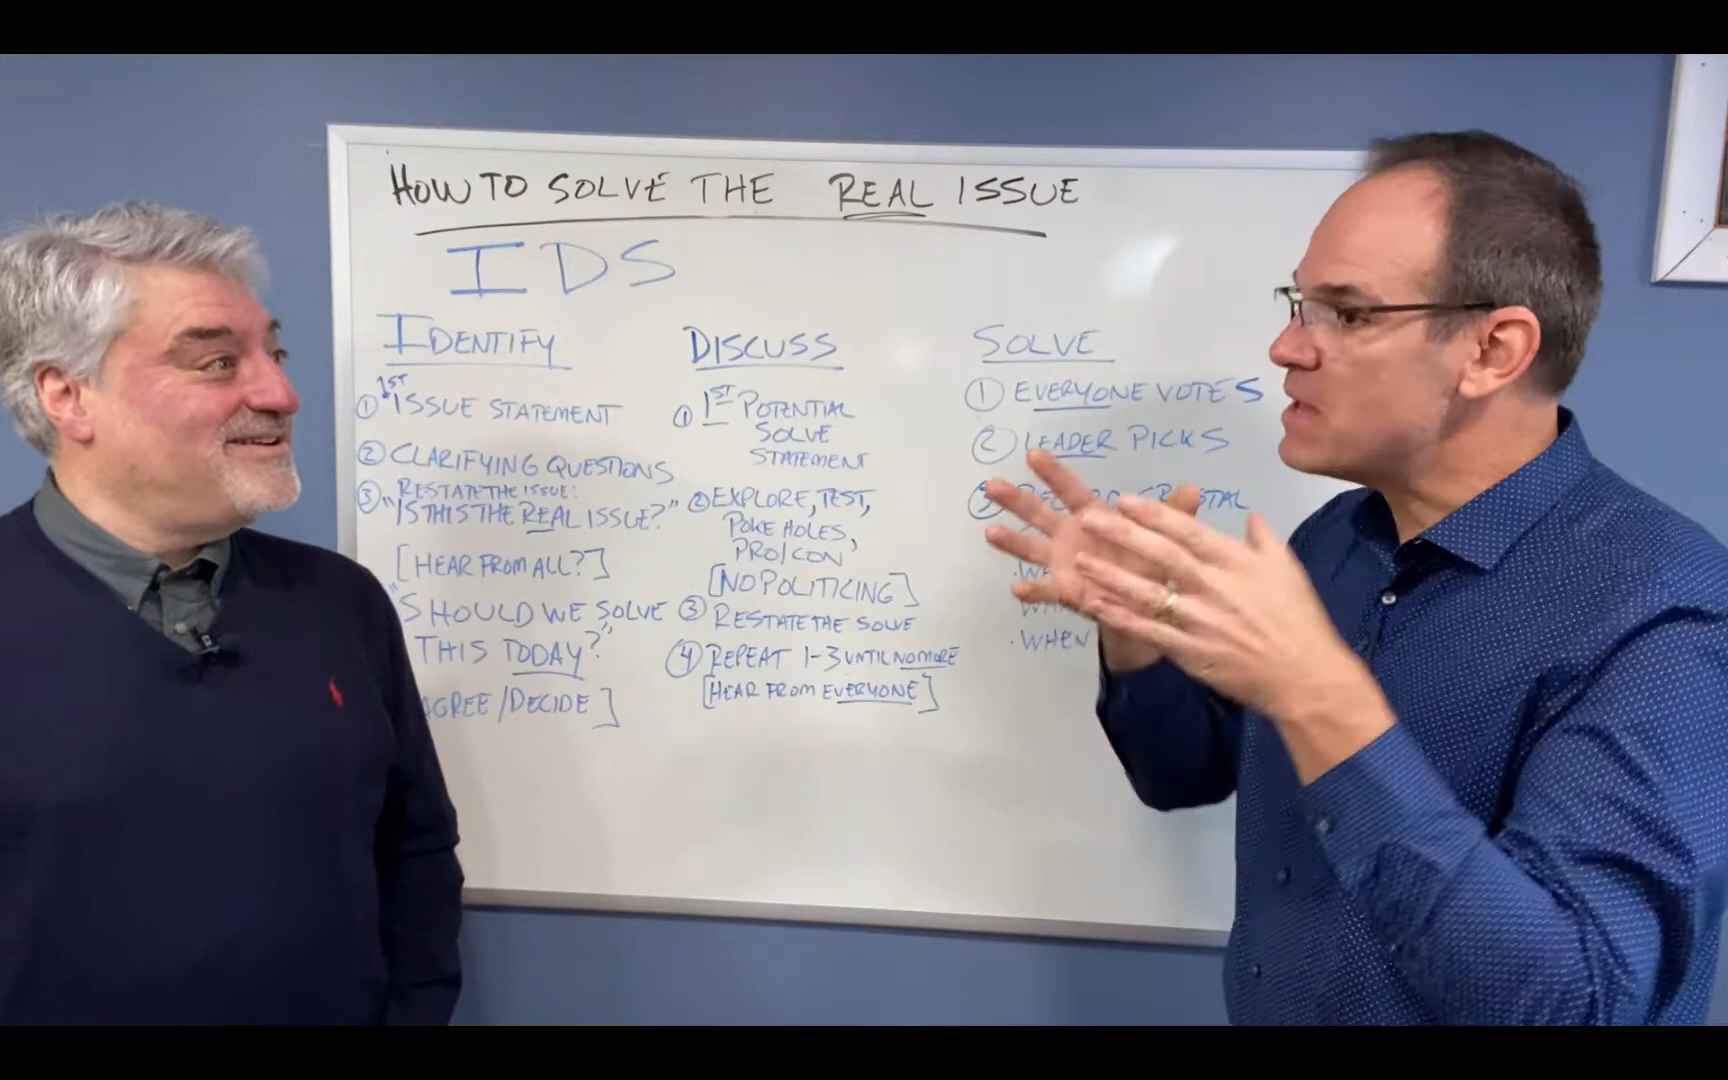 HOW TO SOLVE THE REAL ISSUE
IDS
IDENTIFY
① 1ST ISSUE STATEMENT
② CLARIFYING QUESTIONS
③ RESTATE THE ISSUE:
"IS THIS THE REAL ISSUE?"
[HEAR FROM ALL?]
"SHOULD WE SOLVE
THIS TODAY?"
AGREE/DECIDE]
DISCUSS
① 1ST POTENTIAL
SOLVE
STATEMENT
② EXPLORE, TEST,
POKE HOLES,
PRO/CON
[NO POLITICING]
③ RESTATE THE SOLVE
④ REPEAT 1-3 UNTIL NO MORE
[HEAR FROM EVERYONE]
SOLVE
① EVERYONE VOTES
② LEADER PICKS
③
· WHEN